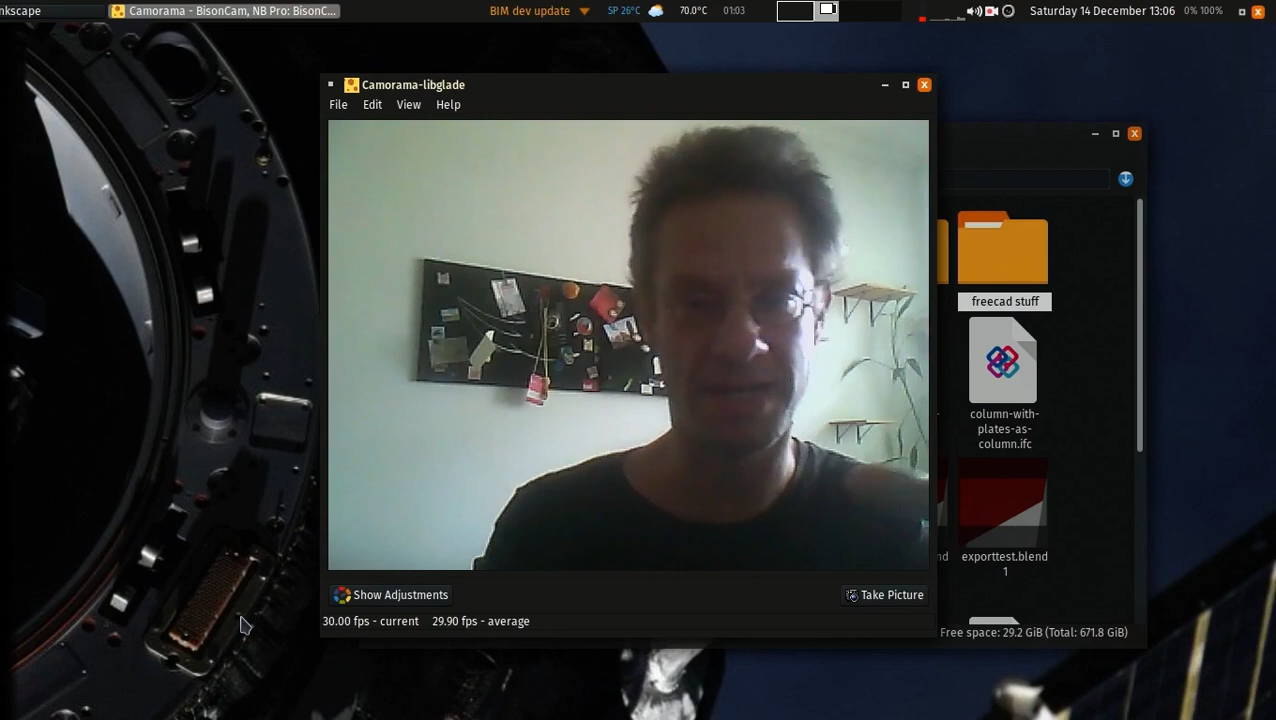 nkscape
Camorama - BisonCam, NB Pro: BisonC...
BIM dev update
SP 26°C
70.0°C
01:03
Saturday 14 December 13:06
0% 100%
Camorama-libglade
File Edit View Help
freecad stuff
column-with-
plates-as-
column.ifc
nd
exporttest.blend
1
Show Adjustments
Take Picture
30.00 fps - current 29.90 fps - average
Free space: 29.2 GiB (Total: 671.8 GiB)